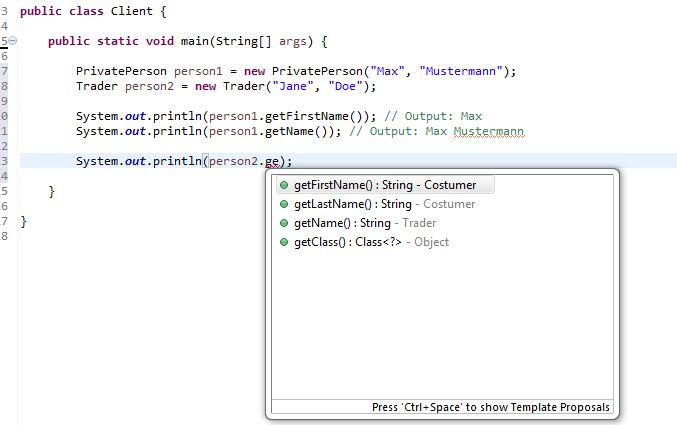 3 public class Client {
4
5 public static void main(String[] args) {
6
7 PrivatePerson person1 = new PrivatePerson("Max", "Mustermann");
8 Trader person2 = new Trader("Jane", "Doe");
9
.0 System.out.println(person1.getFirstName()); // Output: Max
.1 System.out.println(person1.getName()); // Output: Max Mustermann
.2
.3 System.out.println(person2.ge);
.4
.5 }
.6
.7 }
.8
getFirstName() : String - Costumer
getLastName() : String - Costumer
getName() : String - Trader
getClass() : Class<?> - Object
Press 'Ctrl+Space' to show Template Proposals